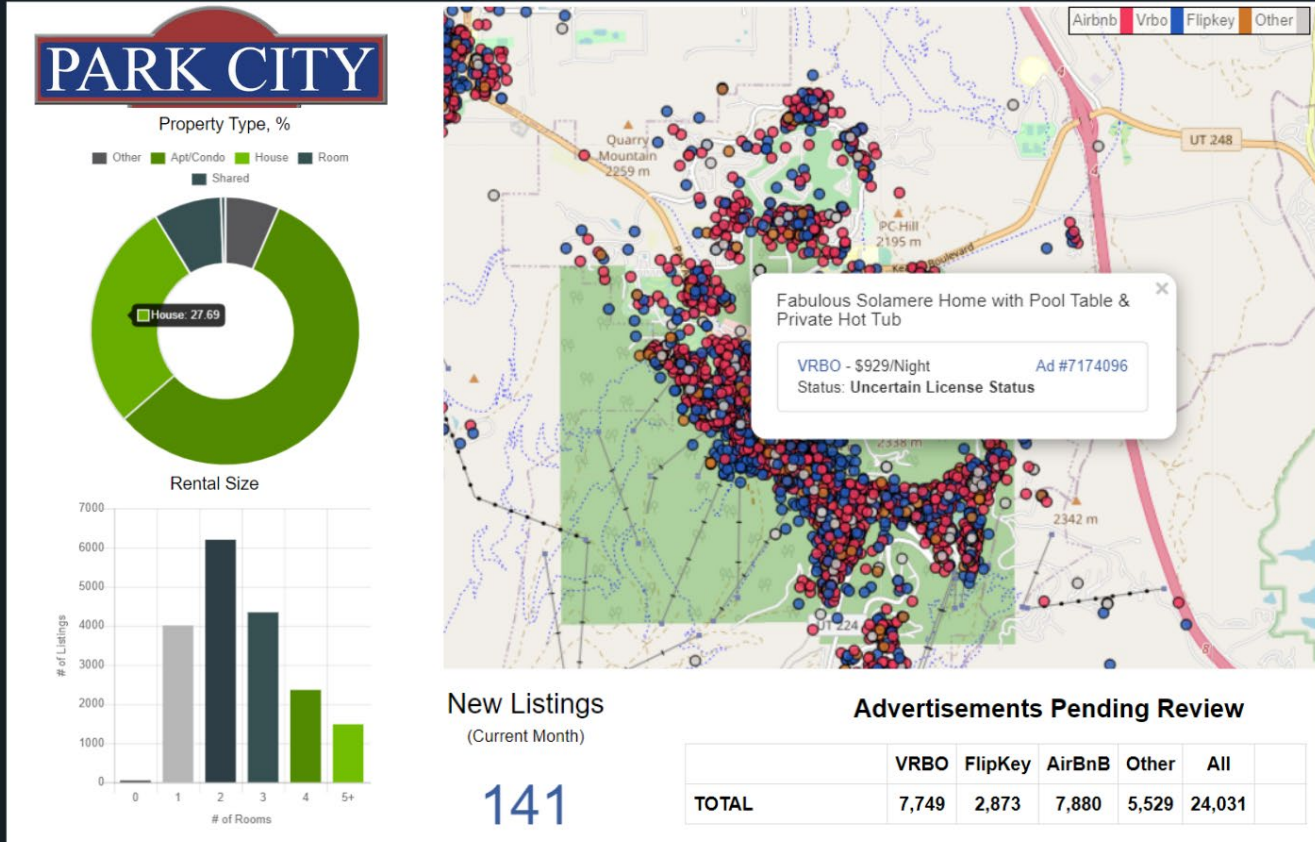 PARK CITY
Property Type, %
Other Apt/Condo House Room
Shared
House: 27.69
Rental Size
# of Listings
7000
6000
5000
4000
3000
2000
1000
0
0 1 2 3 4 5+
# of Rooms
Airbnb Vrbo Flipkey Other
Quarry
Mountain
2259 m
UT 248
4
PC Hill
2195 m
Boulevard
Fabulous Solamere Home with Pool Table &
Private Hot Tub
×
VRBO - $929/Night Ad #7174096
Status: Uncertain License Status
2338 m
2342 m
UT 224
8
New Listings
(Current Month)
141
Advertisements Pending Review
VRBO FlipKey AirBnB Other All
TOTAL 7,749 2,873 7,880 5,529 24,031